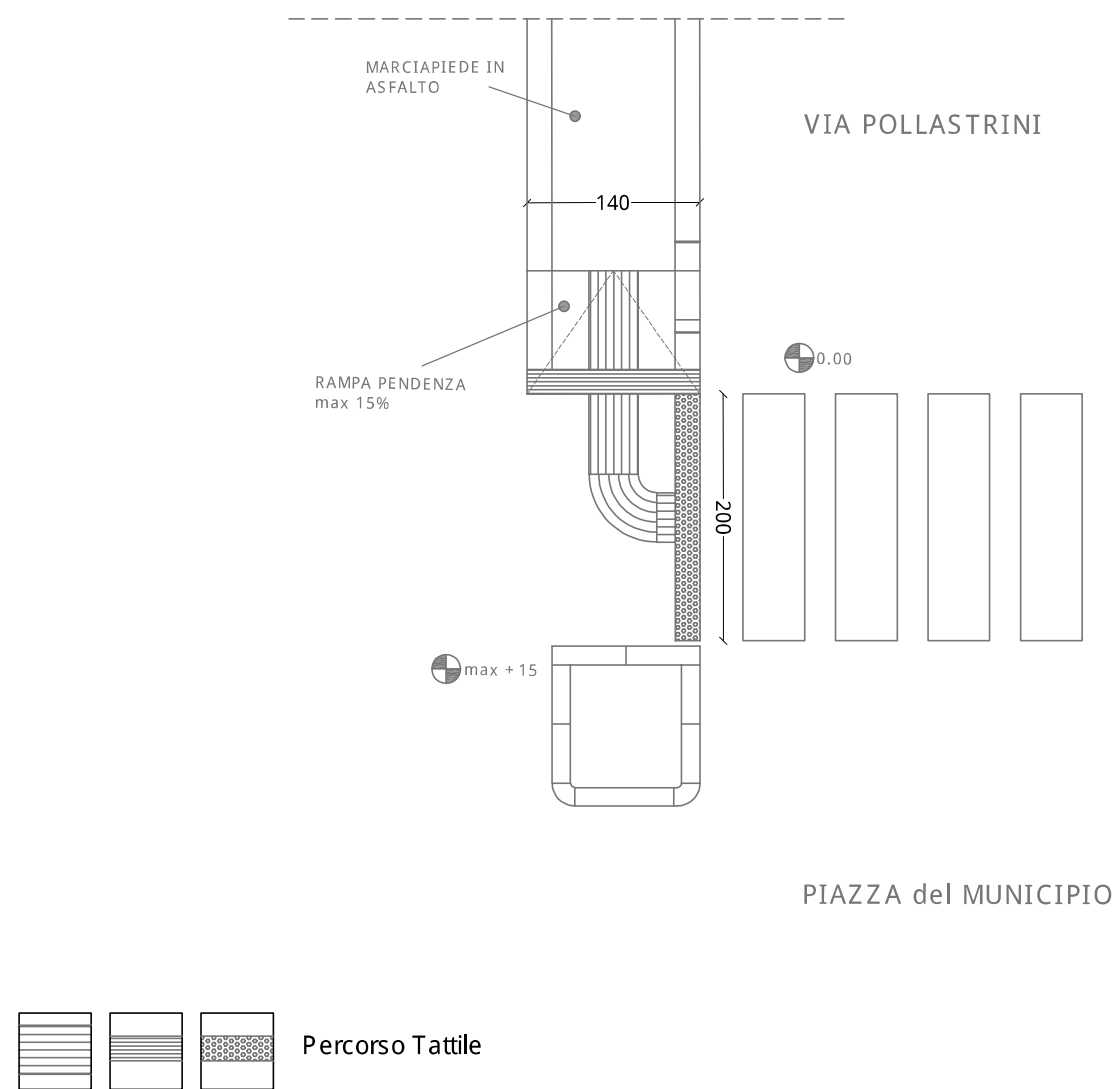 MARCIAPIEDE IN
ASFALTO
VIA POLLASTRINI
140
0.00
RAMPA PENDENZA
max 15%
200
max +15
PIAZZA del MUNICIPIO
Percorso Tattile